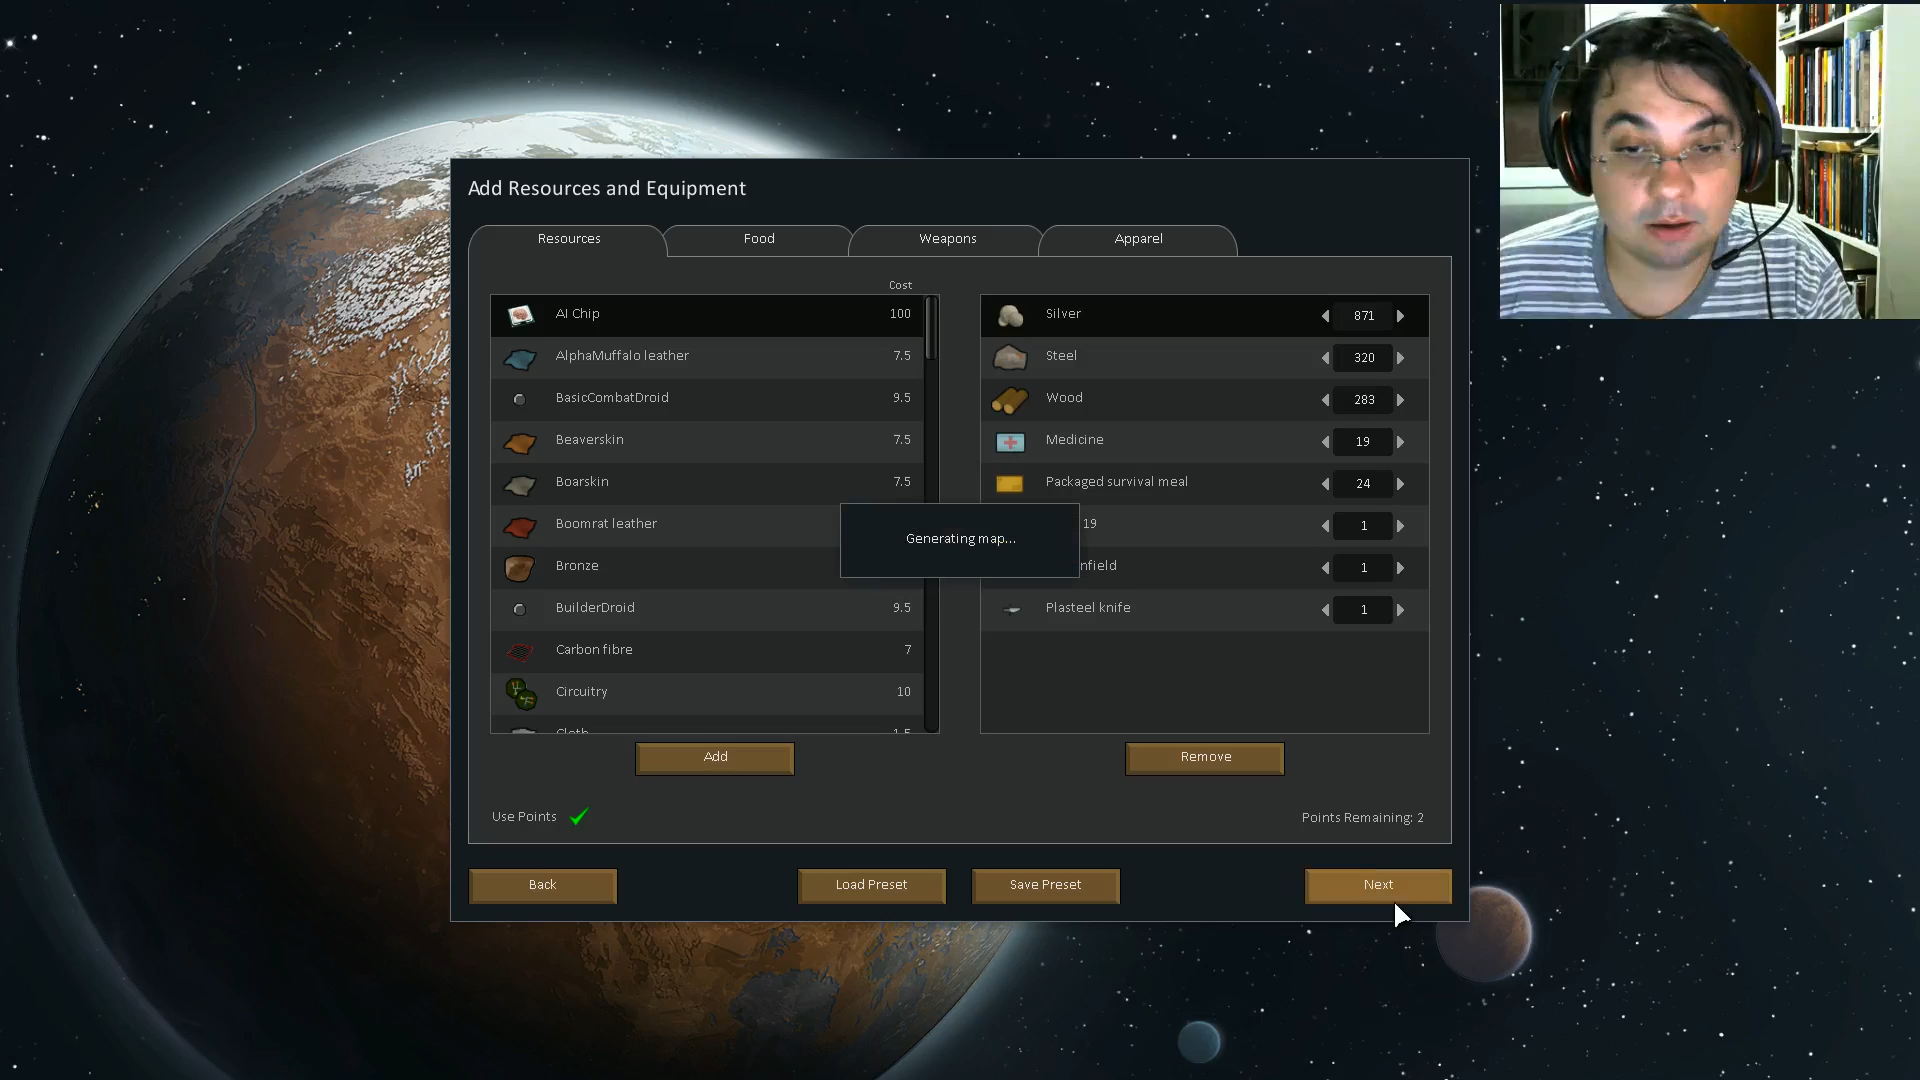 Add Resources and Equipment
Resources
Food
Weapons
Apparel
Cost
AI Chip 100
AlphaMuffalo leather 7.5
BasicCombatDroid 9.5
Beaverskin 7.5
Boarskin 7.5
Boomrat leather
Bronze
BuilderDroid 9.5
Carbon fibre 7
Circuitry 10
Cloth 1.5
Silver 871
Steel 320
Wood 283
Medicine 19
Packaged survival meal 24
19 1
nfield 1
Plasteel knife 1
Generating map...
Add
Remove
Use Points
Points Remaining: 2
Back
Load Preset
Save Preset
Next